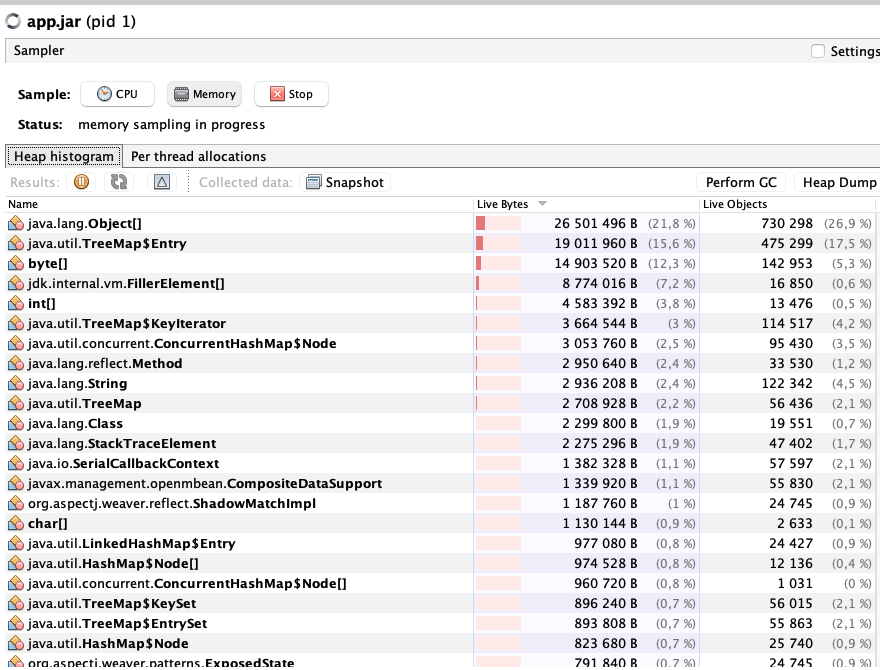 app.jar (pid 1)
Sampler Settings
Sample: CPU Memory Stop
Status: memory sampling in progress
Heap histogram Per thread allocations
Results: Collected data: Snapshot Perform GC Heap Dump
Name Live Bytes Live Objects
java.lang.Object[] 26 501 496 B (21,8 %) 730 298 (26,9 %)
java.util.TreeMap$Entry 19 011 960 B (15,6 %) 475 299 (17,5 %)
byte[] 14 903 520 B (12,3 %) 142 953 (5,3 %)
jdk.internal.vm.FillerElement[] 8 774 016 B (7,2 %) 16 850 (0,6 %)
int[] 4 583 392 B (3,8 %) 13 476 (0,5 %)
java.util.TreeMap$KeyIterator 3 664 544 B (3 %) 114 517 (4,2 %)
java.util.concurrent.ConcurrentHashMap$Node 3 053 760 B (2,5 %) 95 430 (3,5 %)
java.lang.reflect.Method 2 950 640 B (2,4 %) 33 530 (1,2 %)
java.lang.String 2 936 208 B (2,4 %) 122 342 (4,5 %)
java.util.TreeMap 2 708 928 B (2,2 %) 56 436 (2,1 %)
java.lang.Class 2 299 800 B (1,9 %) 19 551 (0,7 %)
java.lang.StackTraceElement 2 275 296 B (1,9 %) 47 402 (1,7 %)
java.io.SerialCallbackContext 1 382 328 B (1,1 %) 57 597 (2,1 %)
javax.management.openmbean.CompositeDataSupport 1 339 920 B (1,1 %) 55 830 (2,1 %)
org.aspectj.weaver.reflect.ShadowMatchImpl 1 187 760 B (1 %) 24 745 (0,9 %)
char[] 1 130 144 B (0,9 %) 2 633 (0,1 %)
java.util.LinkedHashMap$Entry 977 080 B (0,8 %) 24 427 (0,9 %)
java.util.HashMap$Node[] 974 528 B (0,8 %) 12 136 (0,4 %)
java.util.concurrent.ConcurrentHashMap$Node[] 960 720 B (0,8 %) 1 031 (0 %)
java.util.TreeMap$KeySet 896 240 B (0,7 %) 56 015 (2,1 %)
java.util.TreeMap$EntrySet 893 808 B (0,7 %) 55 863 (2,1 %)
java.util.HashMap$Node 823 680 B (0,7 %) 25 740 (0,9 %)
org.aspectj.weaver.patterns.ExposedState 791 840 B (0,7 %) 24 745 (0,9 %)